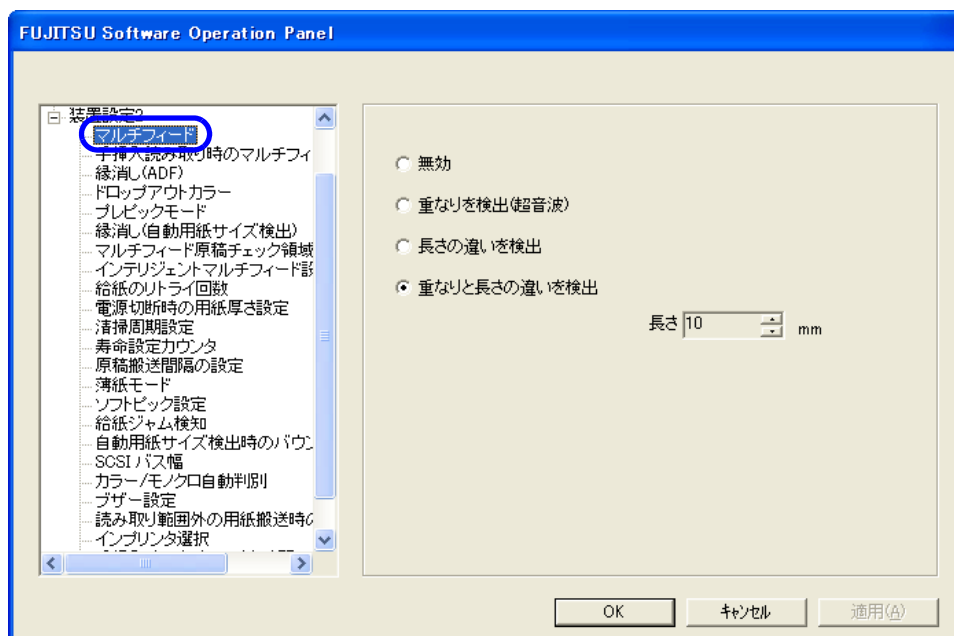 FUJITSU Software Operation Panel
装置設定2
マルチフィード
手挿入読み取り時のマルチフィ
縁消し(ADF)
ドロップアウトカラー
プレピックモード
縁消し(自動用紙サイズ検出)
マルチフィード原稿チェック領域
インテリジェントマルチフィード設
給紙のリトライ回数
電源切断時の用紙厚さ設定
清掃周期設定
寿命設定カウンタ
原稿搬送間隔の設定
薄紙モード
ソフトピック設定
給紙ジャム検知
自動用紙サイズ検出時のバウン
SCSI バス幅
カラー/モノクロ自動判別
ブザー設定
読み取り範囲外の用紙搬送時の
インプリンタ選択
無効
重なりを検出(超音波)
長さの違いを検出
重なりと長さの違いを検出
長さ 10 mm
OK キャンセル 適用(A)